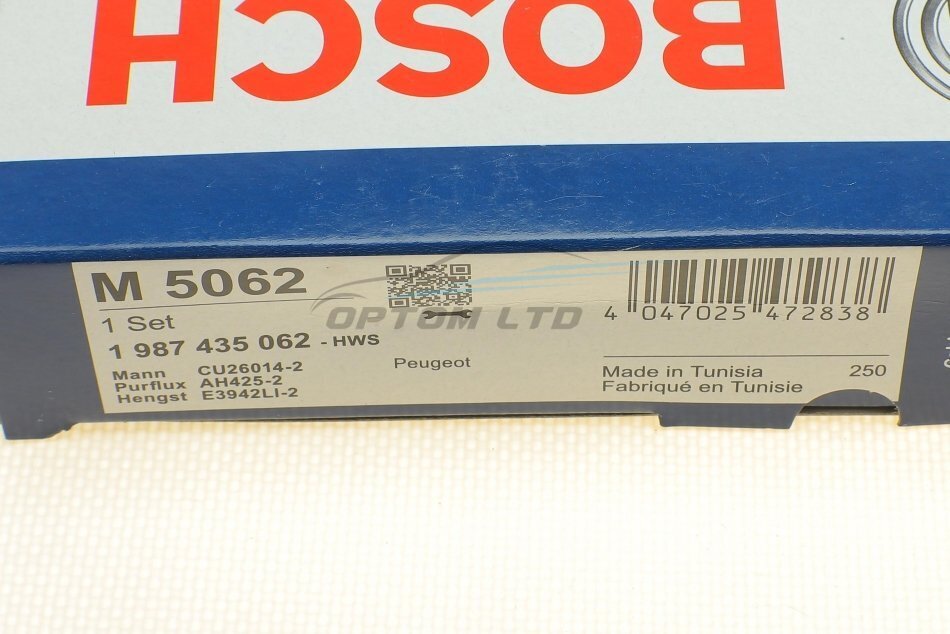 BOSCH
M 5062
1 Set
1 987 435 062 - HWS
Mann CU26014-2
Purflux AH425-2
Hengst E3942LI-2
Peugeot
4 047025 472838
Made in Tunisia 250
Fabriqué en Tunisie
OPTOM LTD